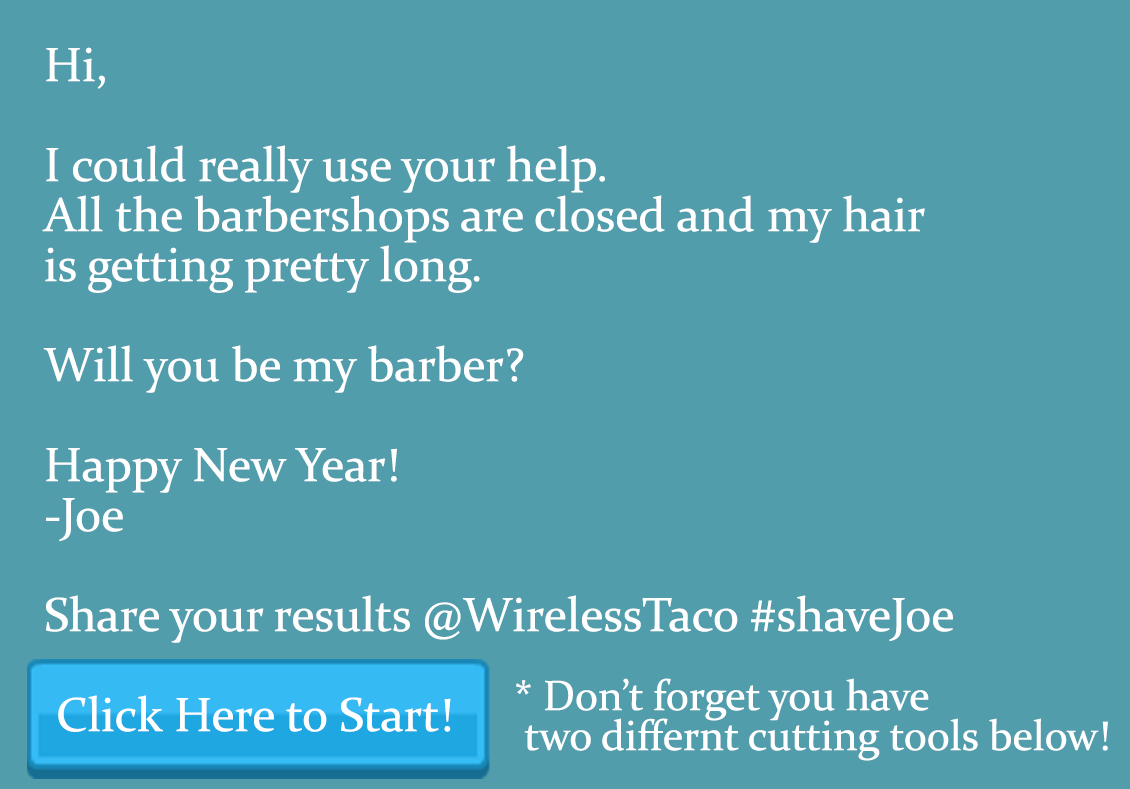 Hi,
I could really use your help.
All the barbershops are closed and my hair
is getting pretty long.
Will you be my barber?
Happy New Year!
-Joe
Share your results @WirelessTaco #shaveJoe
Click Here to Start!
* Don’t forget you have
two differnt cutting tools below!